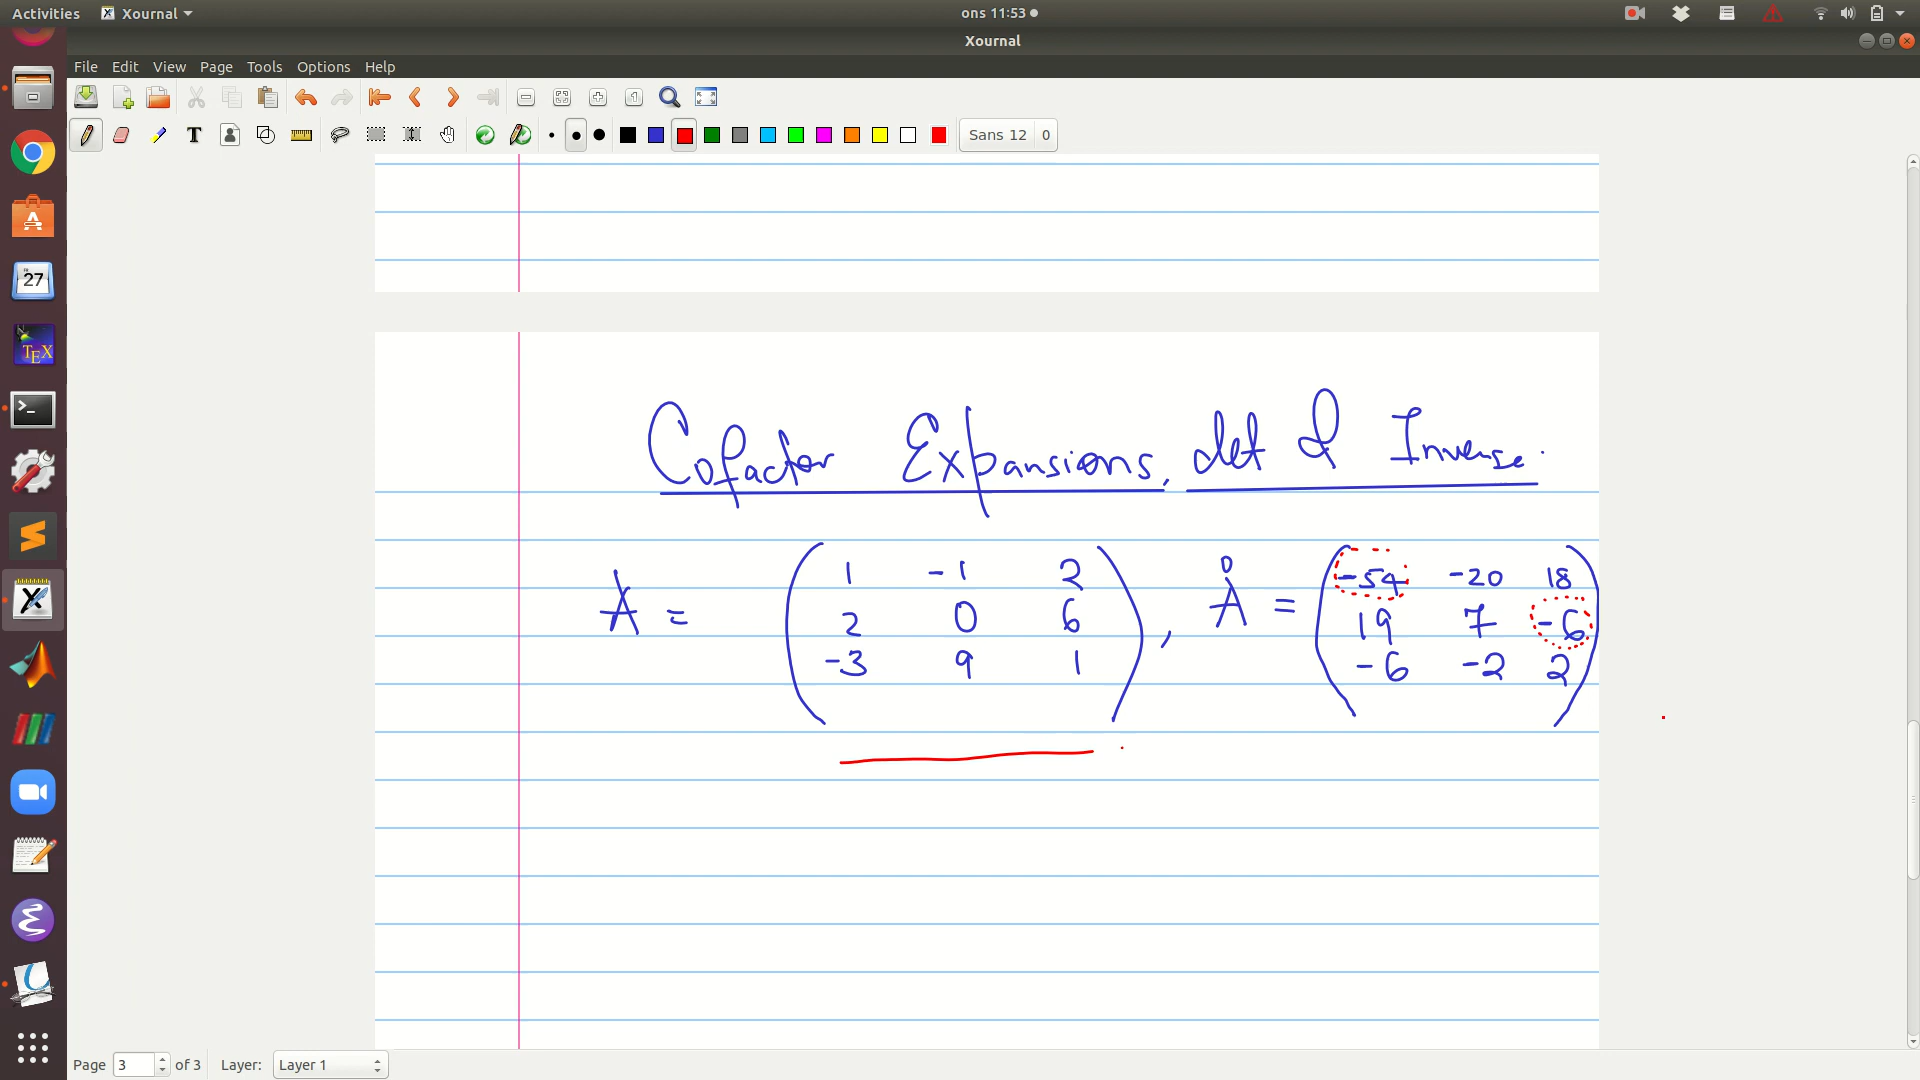 Activities Xournal ons 11:53
Xournal
File Edit View Page Tools Options Help
T Sans 12 0
27
TEX
Cofactor Expansions, det & Inverse.
A = ( 1 -1 2 ) , Å = ( -54 -20 18 )
2 0 6 19 7 -6
-3 9 1 -6 -2 2
Page 3 of 3 Layer: Layer 1